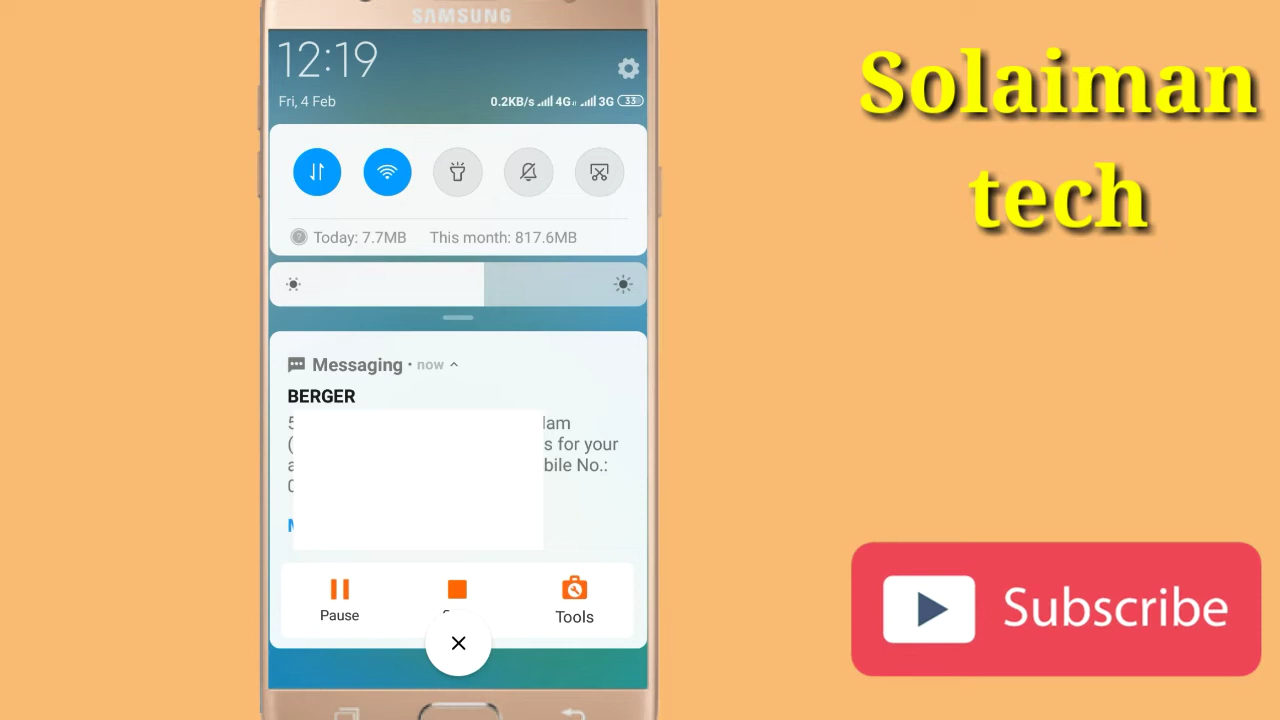 SAMSUNG
12:19
Fri, 4 Feb
0.2KB/s 4G 3G 33
Today: 7.7MB This month: 817.6MB
Messaging · now
BERGER
5 lam
( s for your
a bile No.:
Pause
Tools
Solaiman
tech
Subscribe